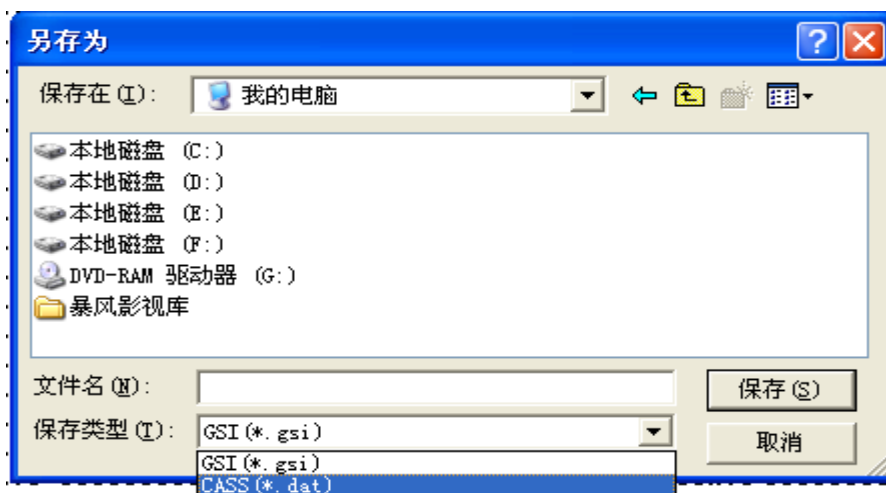 另存为
保存在(I): 我的电脑
本地磁盘 (C:)
本地磁盘 (D:)
本地磁盘 (E:)
本地磁盘 (F:)
DVD-RAM 驱动器 (G:)
暴风影视库
文件名(N): 保存(S)
保存类型(T): GSI(*.gsi) 取消
GSI(*.gsi)
CASS(*.dat)